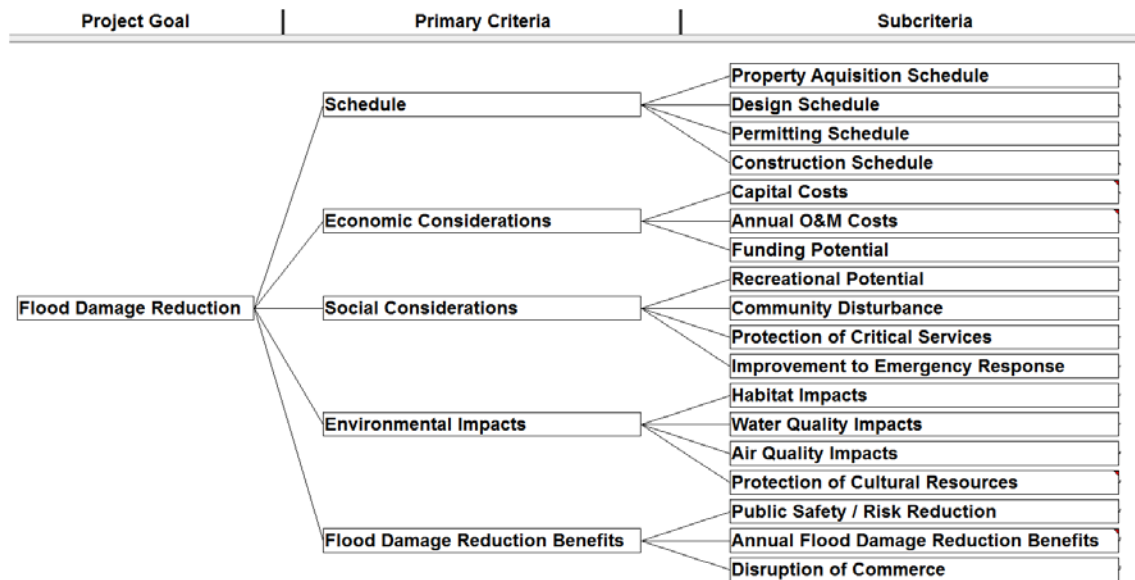 Project Goal
Primary Criteria
Subcriteria
Flood Damage Reduction
Schedule
Property Aquisition Schedule
Design Schedule
Permitting Schedule
Construction Schedule
Economic Considerations
Capital Costs
Annual O&M Costs
Funding Potential
Social Considerations
Recreational Potential
Community Disturbance
Protection of Critical Services
Improvement to Emergency Response
Environmental Impacts
Habitat Impacts
Water Quality Impacts
Air Quality Impacts
Protection of Cultural Resources
Flood Damage Reduction Benefits
Public Safety / Risk Reduction
Annual Flood Damage Reduction Benefits
Disruption of Commerce